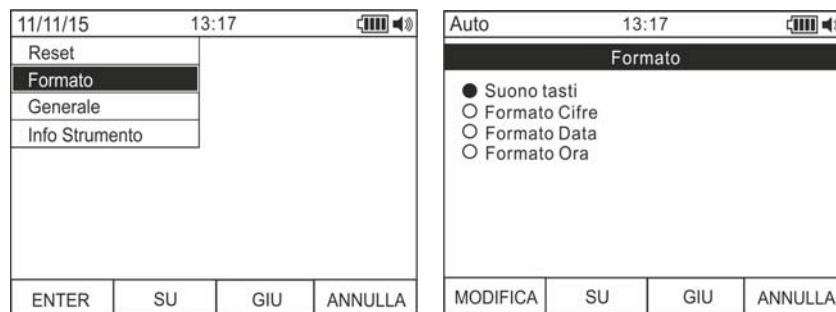 11/11/15 13:17
Reset
Formato
Generale
Info Strumento
ENTER SU GIU ANNULLA
Auto 13:17
Formato
Suono tasti
Formato Cifre
Formato Data
Formato Ora
MODIFICA SU GIU ANNULLA